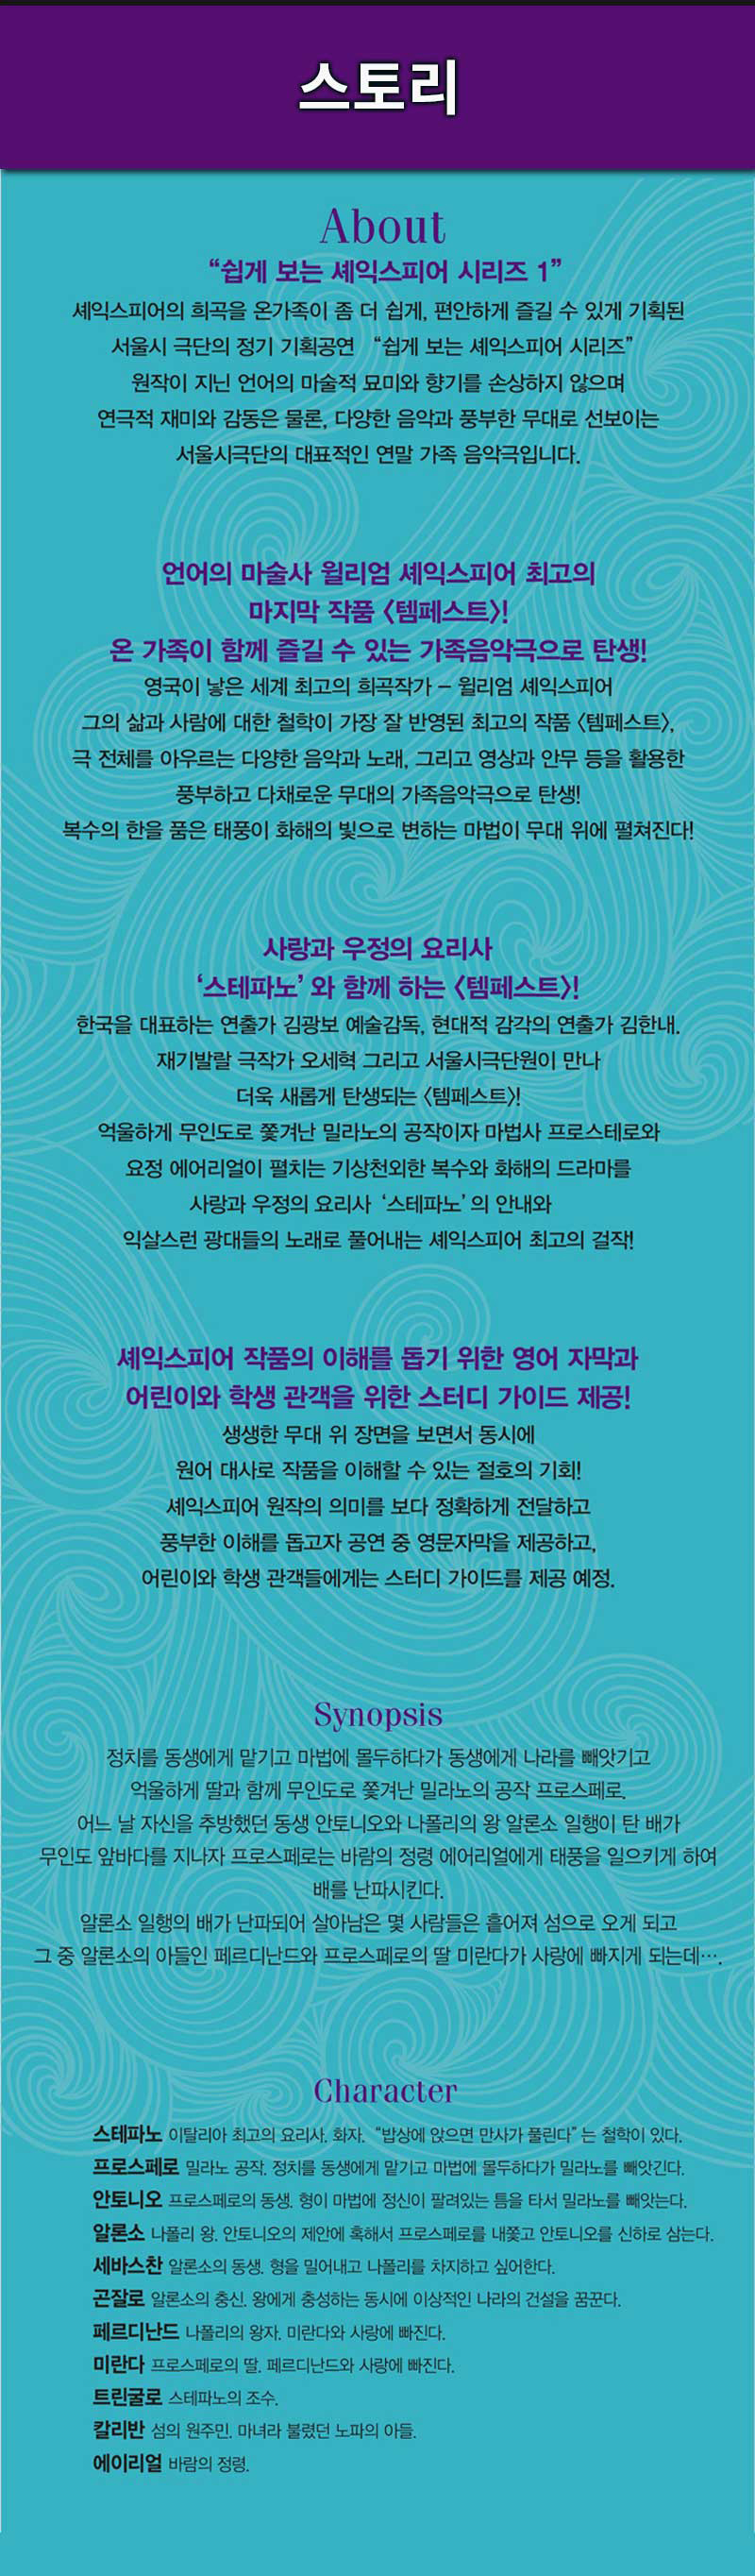 스토리
About
“쉽게 보는 셰익스피어 시리즈 1”
셰익스피어의 희곡을 온가족이 좀 더 쉽게, 편안하게 즐길 수 있게 기획된
서울시 극단의 정기 기획공연 “쉽게 보는 셰익스피어 시리즈”
원작이 지닌 언어의 마술적 묘미와 향기를 손상하지 않으며
연극적 재미와 감동은 물론, 다양한 음악과 풍부한 무대로 선보이는
서울시극단의 대표적인 연말 가족 음악극입니다.
언어의 마술사 윌리엄 셰익스피어 최고의
마지막 작품 〈템페스트〉!
온 가족이 함께 즐길 수 있는 가족음악극으로 탄생!
영국이 낳은 세계 최고의 희곡작가 – 윌리엄 셰익스피어
그의 삶과 사람에 대한 철학이 가장 잘 반영된 최고의 작품 〈템페스트〉,
극 전체를 아우르는 다양한 음악과 노래, 그리고 영상과 안무 등을 활용한
풍부하고 다채로운 무대의 가족음악극으로 탄생!
복수의 한을 품은 태풍이 화해의 빛으로 변하는 마법이 무대 위에 펼쳐진다!
사랑과 우정의 요리사
‘스테파노’ 와 함께 하는 〈템페스트〉!
한국을 대표하는 연출가 김광보 예술감독, 현대적 감각의 연출가 김한내,
재기발랄 극작가 오세혁 그리고 서울시극단원이 만나
더욱 새롭게 탄생되는 〈템페스트〉!
억울하게 무인도로 쫓겨난 밀라노의 공작이자 마법사 프로스테로와
요정 에어리얼이 펼치는 기상천외한 복수와 화해의 드라마를
사랑과 우정의 요리사 ‘스테파노’ 의 안내와
익살스런 광대들의 노래로 풀어내는 셰익스피어 최고의 걸작!
셰익스피어 작품의 이해를 돕기 위한 영어 자막과
어린이와 학생 관객을 위한 스터디 가이드 제공!
생생한 무대 위 장면을 보면서 동시에
원어 대사로 작품을 이해할 수 있는 절호의 기회!
셰익스피어 원작의 의미를 보다 정확하게 전달하고
풍부한 이해를 돕고자 공연 중 영문자막을 제공하고,
어린이와 학생 관객들에게는 스터디 가이드를 제공 예정.
Synopsis
정치를 동생에게 맡기고 마법에 몰두하다가 동생에게 나라를 빼앗기고
억울하게 딸과 함께 무인도로 쫓겨난 밀라노의 공작 프로스페로.
어느 날 자신을 추방했던 동생 안토니오와 나폴리의 왕 알론소 일행이 탄 배가
무인도 앞바다를 지나자 프로스페로는 바람의 정령 에어리얼에게 태풍을 일으키게 하여
배를 난파시킨다.
알론소 일행의 배가 난파되어 살아남은 몇 사람들은 흩어져 섬으로 오게 되고
그 중 알론소의 아들인 페르디난드와 프로스페로의 딸 미란다가 사랑에 빠지게 되는데….
Character
스테파노 이탈리아 최고의 요리사, 화자. “밥상에 앉으면 만사가 풀린다” 는 철학이 있다.
프로스페로 밀라노 공작. 정치를 동생에게 맡기고 마법에 몰두하다가 밀라노를 빼앗긴다.
안토니오 프로스페로의 동생. 형이 마법에 정신이 팔려있는 틈을 타서 밀라노를 빼앗는다.
알론소 나폴리 왕. 안토니오의 제안에 혹해서 프로스페로를 내쫓고 안토니오를 신하로 삼는다.
세바스찬 알론소의 동생. 형을 밀어내고 나폴리를 차지하고 싶어한다.
곤잘로 알론소의 충신. 왕에게 충성하는 동시에 이상적인 나라의 건설을 꿈꾼다.
페르디난드 나폴리의 왕자. 미란다와 사랑에 빠진다.
미란다 프로스페로의 딸. 페르디난드와 사랑에 빠진다.
트린굴로 스테파노의 조수.
칼리반 섬의 원주민. 마녀라 불렸던 노파의 아들.
에이리얼 바람의 정령.